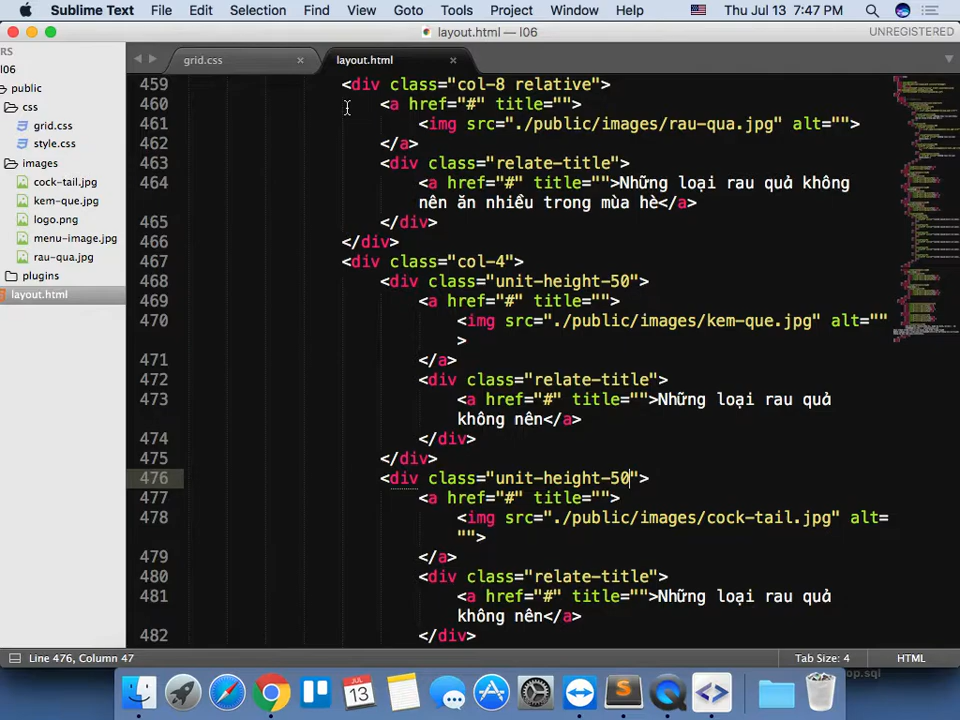 Sublime Text File Edit Selection Find View Goto Tools Project Window Help Thu Jul 13 7:47 PM
layout.html — l06 UNREGISTERED
RS
l06
public
css
grid.css
style.css
images
cock-tail.jpg
kem-que.jpg
logo.png
menu-image.jpg
rau-qua.jpg
plugins
layout.html
grid.css × layout.html ×
459 <div class="col-8 relative">
460 <a href="#" title="">
461 <img src="./public/images/rau-qua.jpg" alt="">
462 </a>
463 <div class="relate-title">
464 <a href="#" title="">Những loại rau quả không
nên ăn nhiều trong mùa hè</a>
465 </div>
466 </div>
467 <div class="col-4">
468 <div class="unit-height-50">
469 <a href="#" title="">
470 <img src="./public/images/kem-que.jpg" alt=""
>
471 </a>
472 <div class="relate-title">
473 <a href="#" title="">Những loại rau quả
không nên</a>
474 </div>
475 </div>
476 <div class="unit-height-50">
477 <a href="#" title="">
478 <img src="./public/images/cock-tail.jpg" alt=
"">
479 </a>
480 <div class="relate-title">
481 <a href="#" title="">Những loại rau quả
không nên</a>
482 </div>
Line 476, Column 47 Tab Size: 4 HTML
op.sql
JUL
13